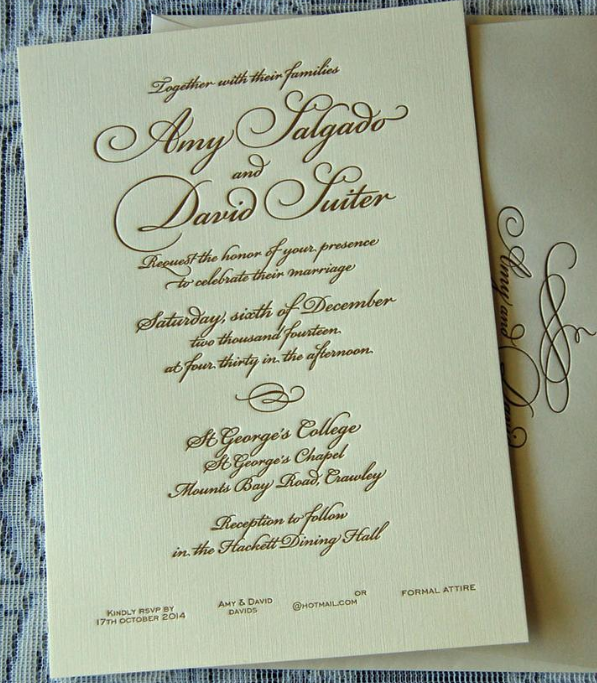 Together with their families
Amy Salgado
and
David Suiter
Request the honor of your presence
to celebrate their marriage
Saturday, sixth of December
two thousand fourteen
at four thirty in the afternoon
St George's College
St George's Chapel
Mounts Bay Road, Crawley
Reception to follow
in the Hackett Dining Hall
Kindly RSVP by
17th October 2014
Amy & David
davids
or
@hotmail.com
Formal Attire
Amy and Davi